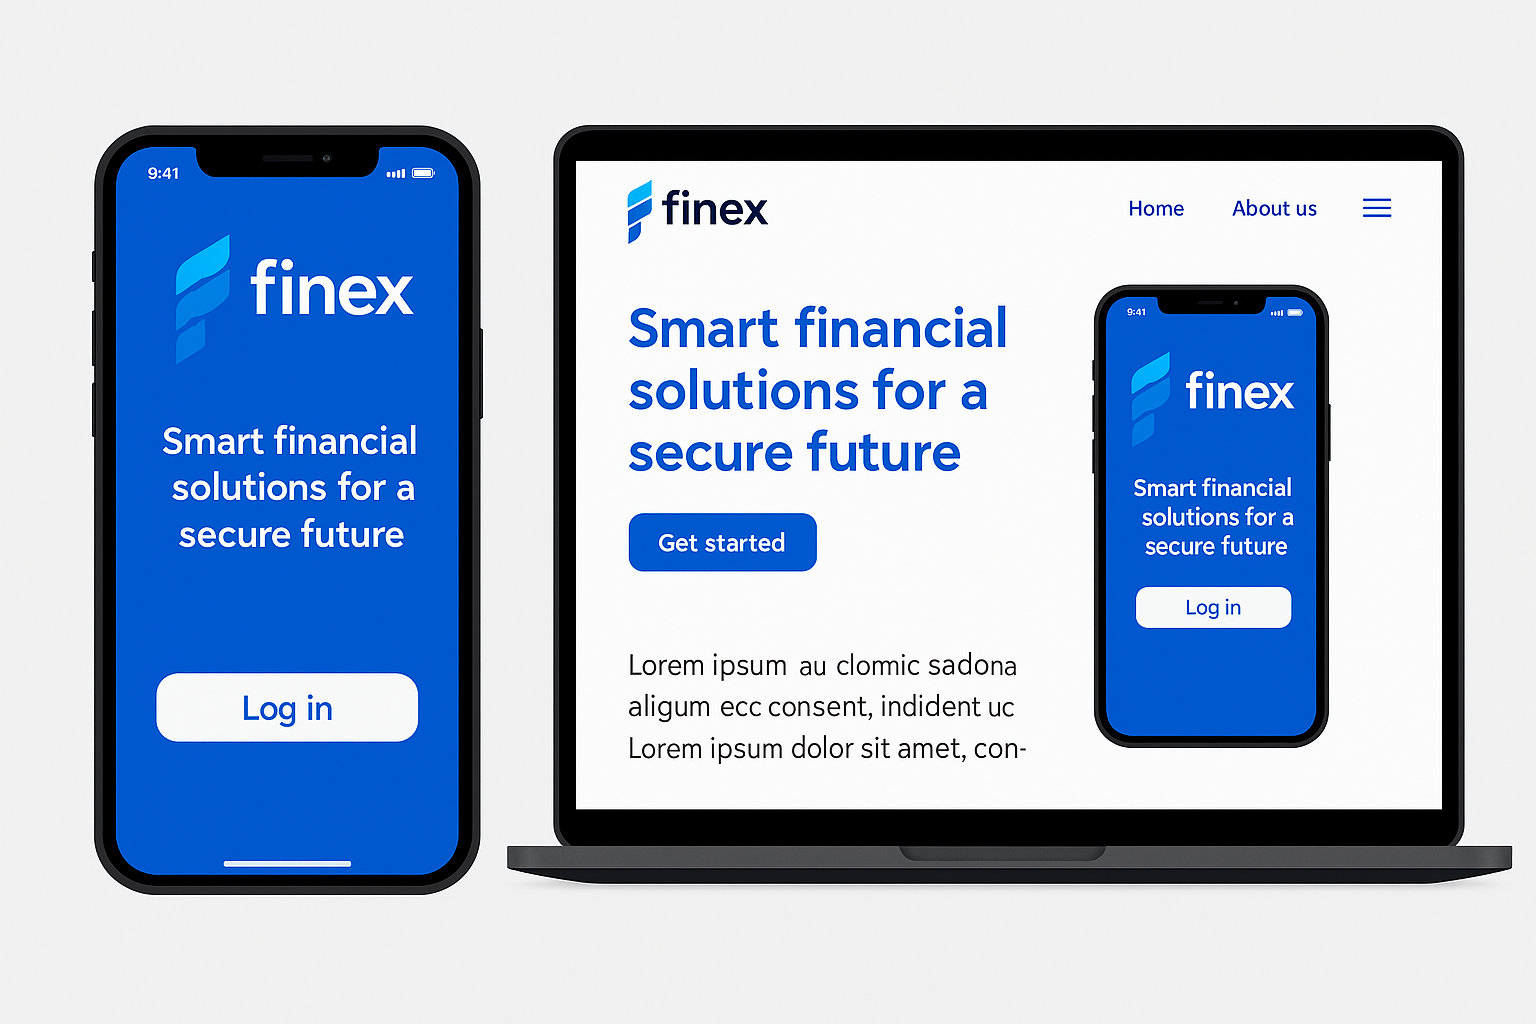 9:41
finex
Smart financial
solutions for a
secure future
Log in
finex
Home About us
Smart financial
solutions for a
secure future
Get started
Lorem ipsum au clomic sadona
aligum ecc consent, indident uc
Lorem ipsum dolor sit amet, con-
9:41
finex
Smart financial
solutions for a
secure future
Log in